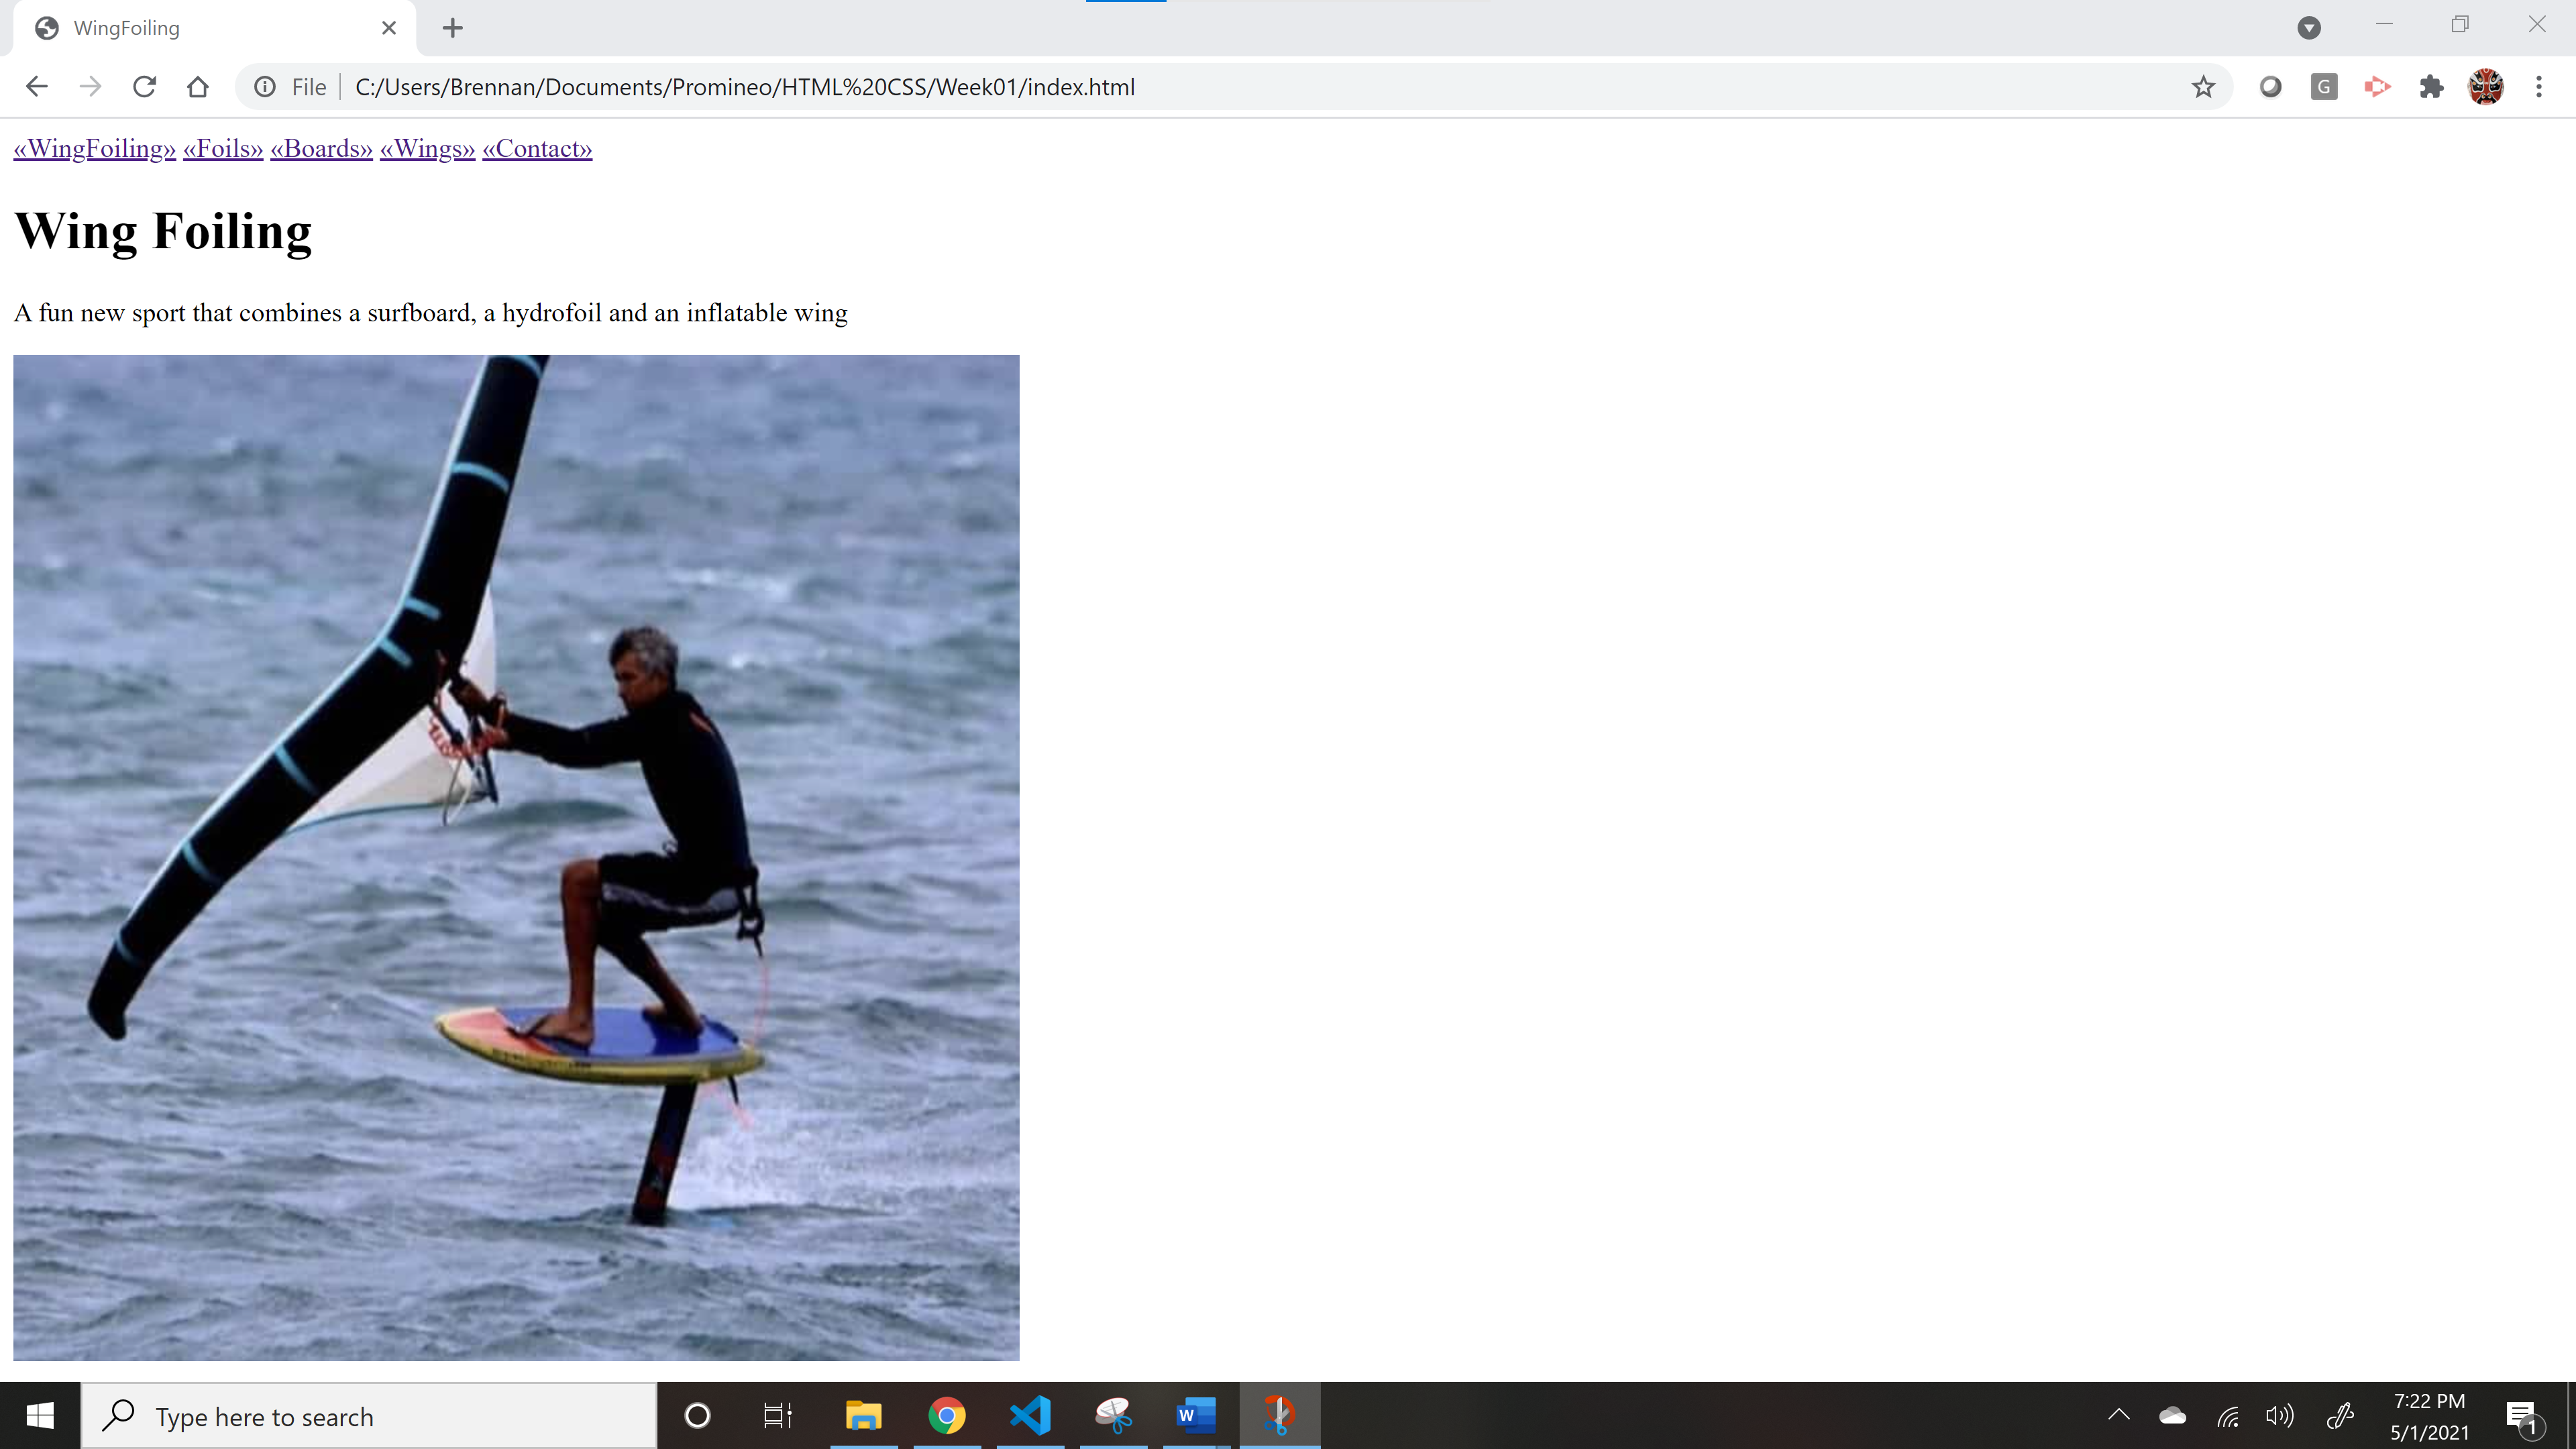 WingFoiling
File C:/Users/Brennan/Documents/Promineo/HTML%20CSS/Week01/index.html
G
«WingFoiling» «Foils» «Boards» «Wings» «Contact»
Wing Foiling
A fun new sport that combines a surfboard, a hydrofoil and an inflatable wing
Type here to search
W
7:22 PM
5/1/2021
1